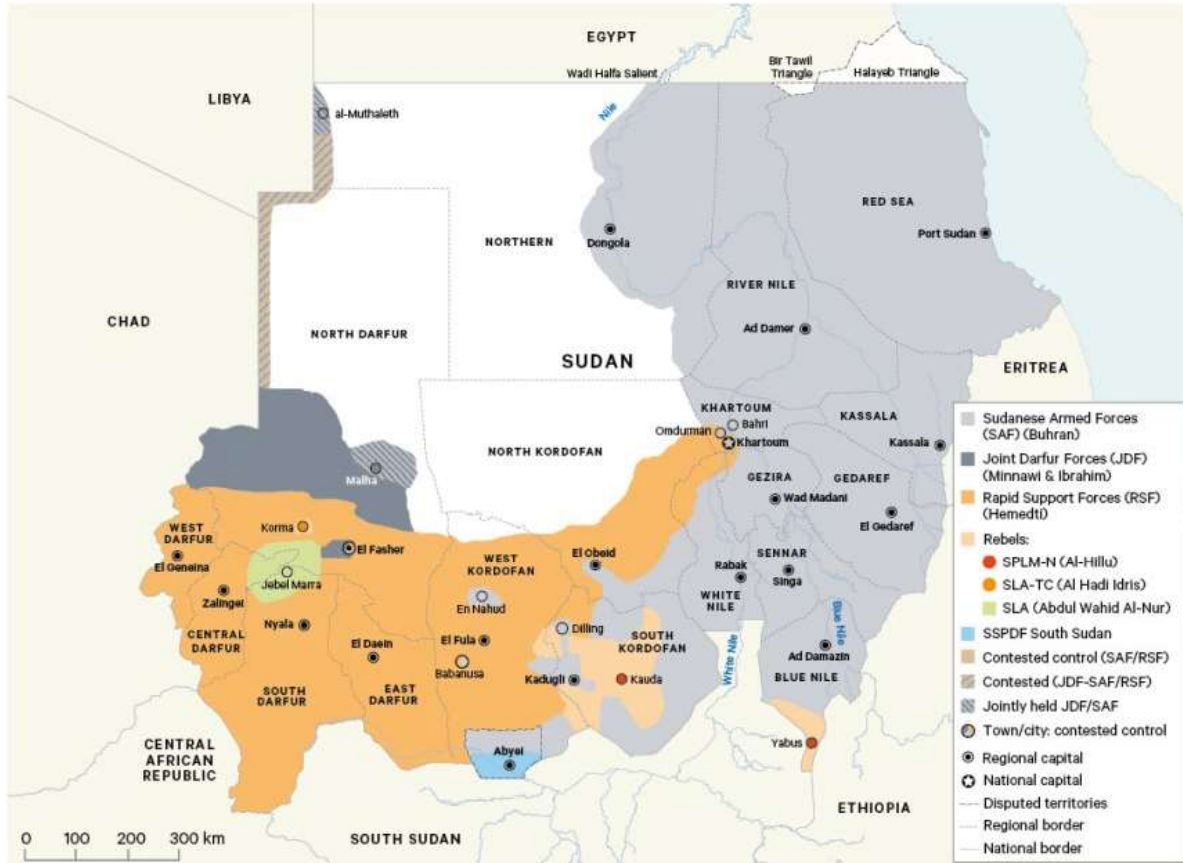 EGYPT
Wadi Halfa Salient
Bir Tawil
Triangle
Halayeb Triangle
LIBYA
al-Muthaleth
Nile
RED SEA
NORTHERN
Dongola
Port Sudan
RIVER NILE
CHAD
Ad Damer
NORTH DARFUR
SUDAN
ERITREA
KHARTOUM
Bahri
KASSALA
Omdurman
Khartoum
Kassala
NORTH KORDOFAN
Malha
GEZIRA
GEDAREF
Wad Madani
El Gedaref
WEST
DARFUR
Korma
El Fasher
El Geneina
WEST
KORDOFAN
El Obeid
SENNAR
Jebel Marra
Rabak
Singa
Zalingei
En Nahud
WHITE
NILE
Blue Nile
Nyala
Dilling
CENTRAL
DARFUR
El Daein
El Fula
SOUTH
KORDOFAN
White Nile
Ad Damazin
Babanusa
Kadugli
Kauda
BLUE NILE
SOUTH
DARFUR
EAST
DARFUR
CENTRAL
AFRICAN
REPUBLIC
Abyei
Yabus
ETHIOPIA
SOUTH SUDAN
0 100 300 km
Sudanese Armed Forces
(SAF) (Buhran)
Joint Darfur Forces (JDF)
(Minnawi & Ibrahim)
Rapid Support Forces (RSF)
(Hemedti)
Rebels:
SPLM-N (Al-Hillu)
SLA-TC (Al Hadi Idris)
SLA (Abdul Wahid Al-Nur)
SSPDF South Sudan
Contested control (SAF/RSF)
Contested (JDF-SAF/RSF)
Jointly held JDF/SAF
Town/city: contested control
Regional capital
National capital
Disputed territories
Regional border
National border